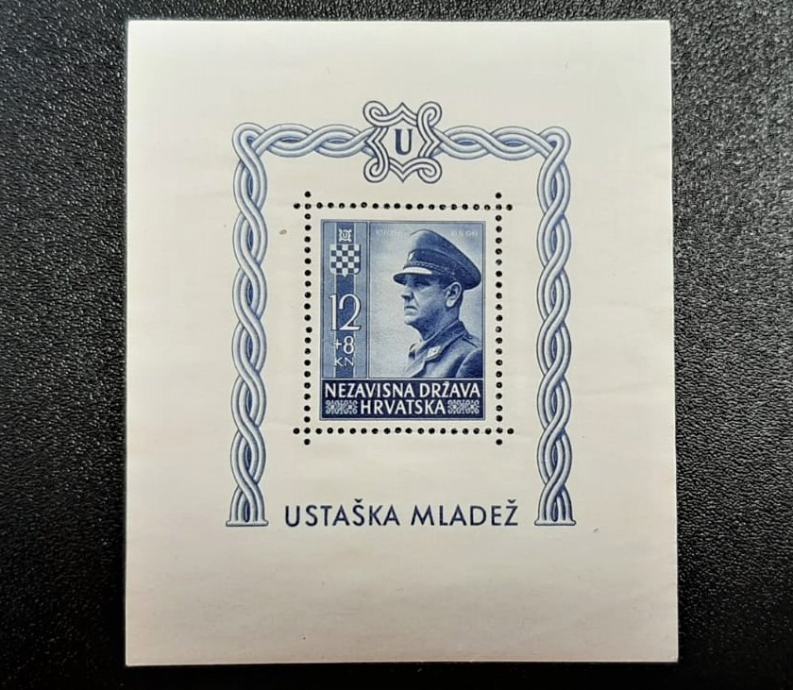 U
12
+8
KN
NEZAVISNA DRŽAVA
HRVATSKA
USTAŠKA MLADEŽ